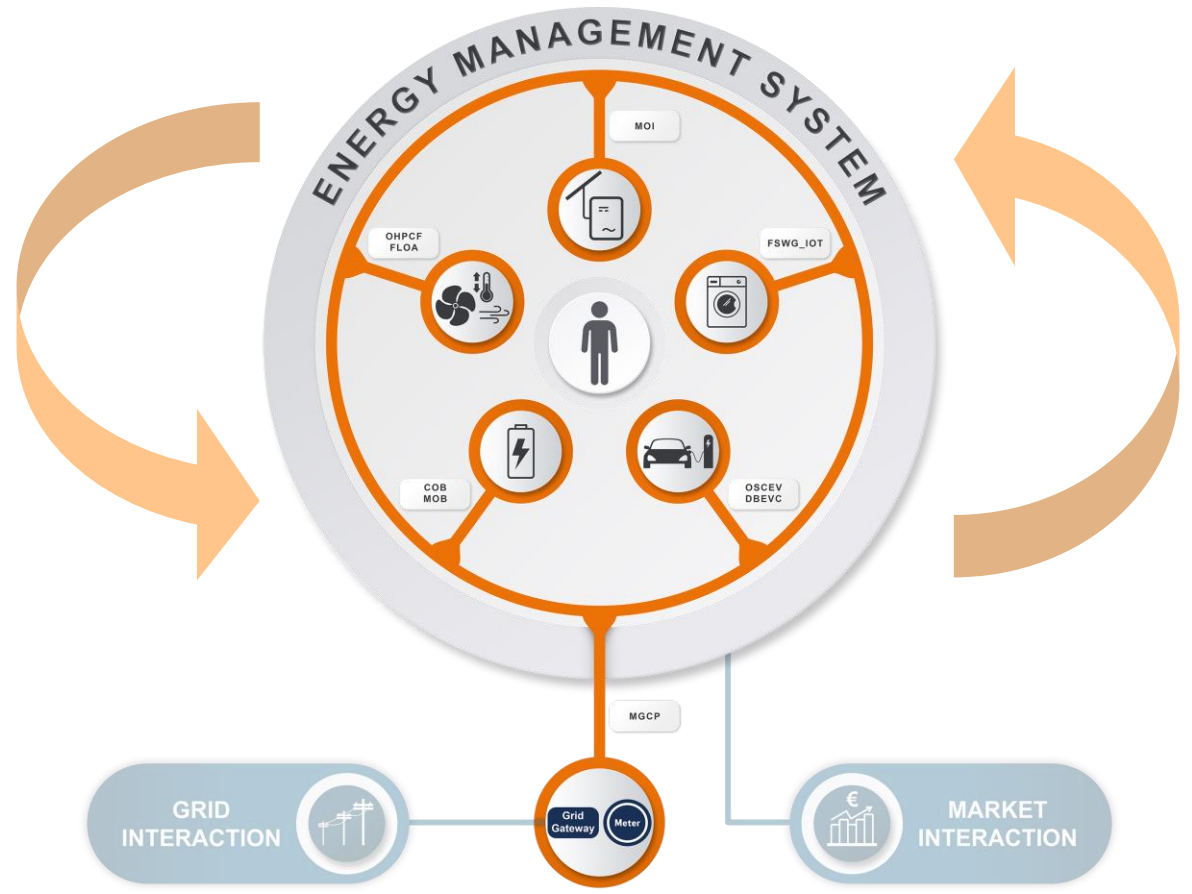 ENERGY MANAGEMENT SYSTEM
MOI
OHPCF
FLOA
FSWG_IOT
COB
MOB
OSCEV
DBEVC
MGCP
GRID
INTERACTION
Grid
Gateway
Meter
€
MARKET
INTERACTION